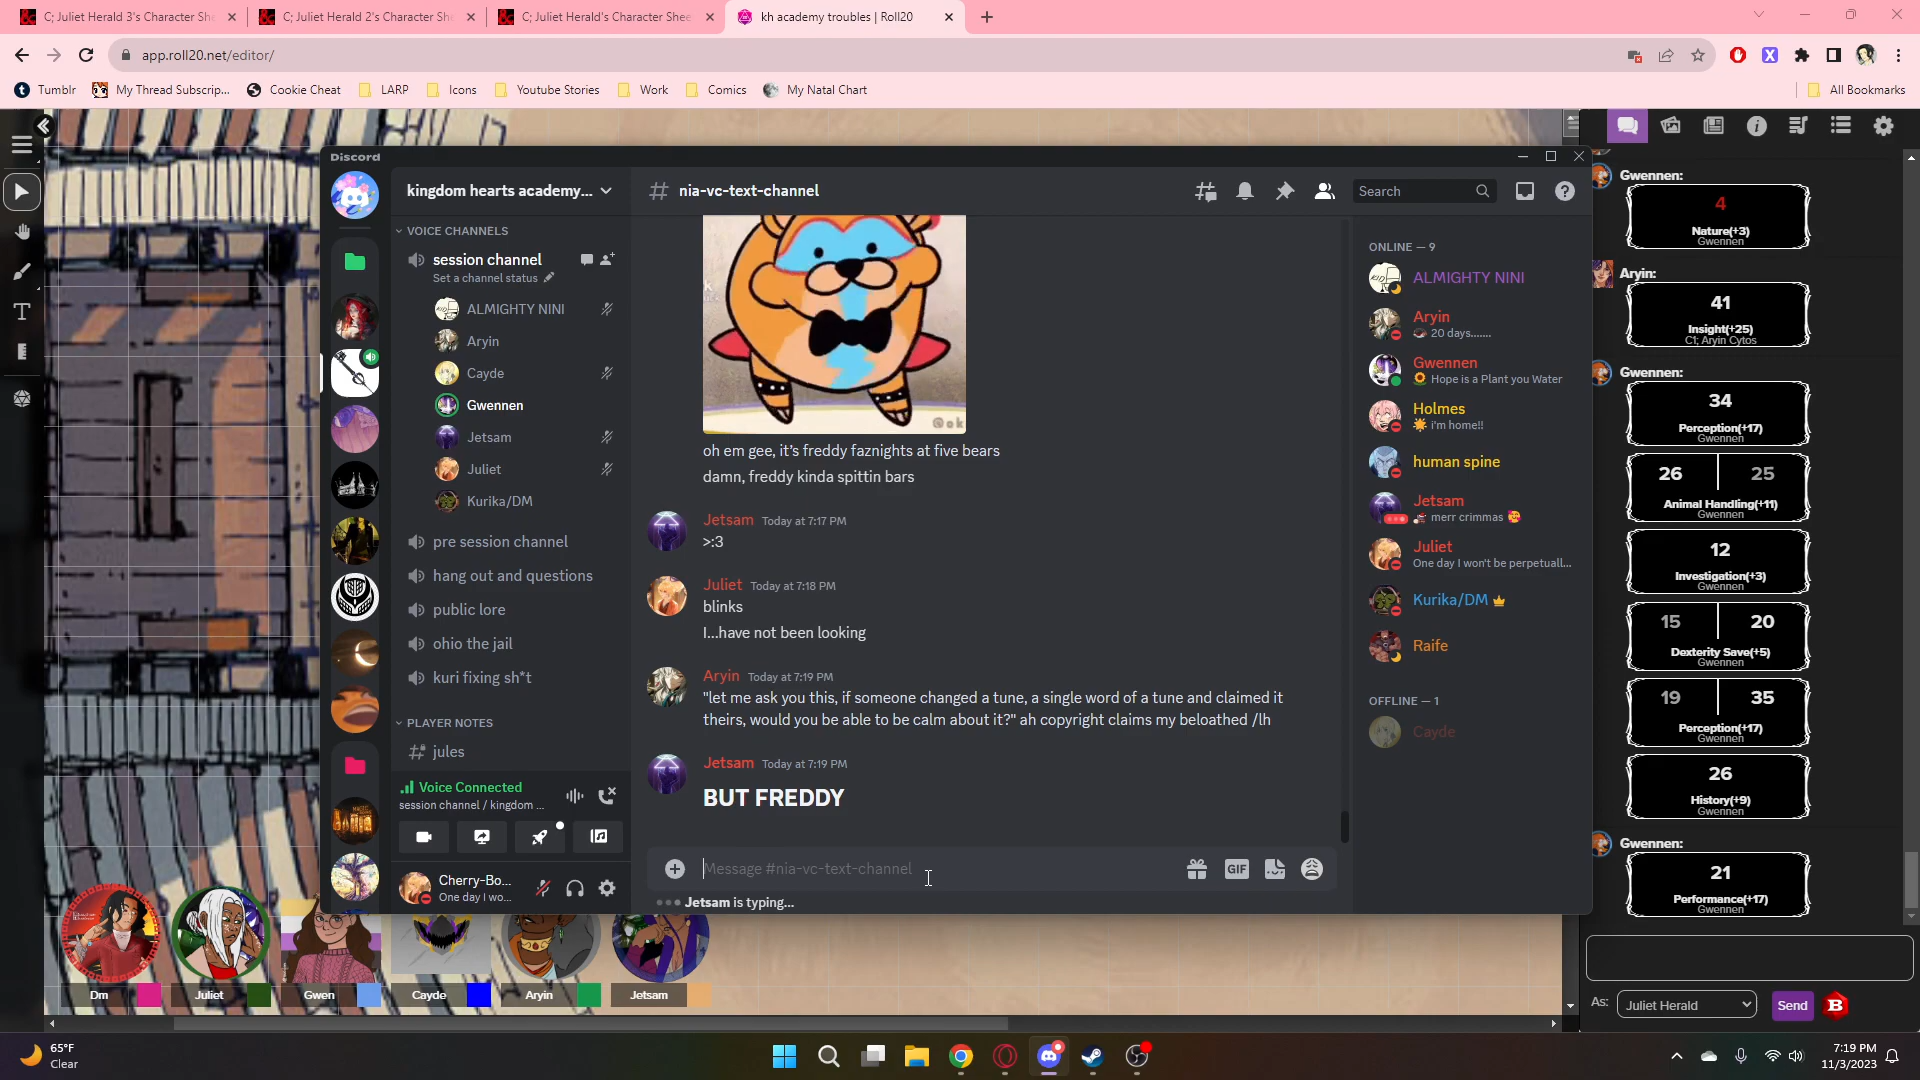 C; Juliet Herald 3's Character She
C; Juliet Herald 2's Character Sh
C; Juliet Herald's Character Shee
kh academy troubles | Roll20
app.roll20.net/editor/
Tumblr
My Thread Subscrip...
Cookie Cheat
LARP
Icons
Youtube Stories
Work
Comics
My Natal Chart
All Bookmarks
Discord
kingdom hearts academy...
nia-vc-text-channel
Search
VOICE CHANNELS
session channel
Set a channel status
ALMIGHTY NINI
Aryin
Cayde
Gwennen
Jetsam
Juliet
Kurika/DM
pre session channel
hang out and questions
public lore
ohio the jail
kuri fixing sh*t
PLAYER NOTES
jules
Voice Connected
session channel / kingdom ...
Cherry-Bo...
One day I wo...
@ok
oh em gee, it's freddy faznights at five bears
damn, freddy kinda spittin bars
Jetsam Today at 7:17 PM
>:3
Juliet Today at 7:18 PM
blinks
I...have not been looking
Aryin Today at 7:19 PM
"let me ask you this, if someone changed a tune, a single word of a tune and claimed it
theirs, would you be able to be calm about it?" ah copyright claims my beloathed /lh
Jetsam Today at 7:19 PM
BUT FREDDY
Message #nia-vc-text-channel
GIF
Jetsam is typing...
ONLINE — 9
ALMIGHTY NINI
Aryin
20 days.......
Gwennen
Hope is a Plant you Water
Holmes
i'm home!!
human spine
Jetsam
merr crimmas
Juliet
One day I won't be perpetuall...
Kurika/DM
Raife
OFFLINE — 1
Cayde
Gwennen:
4
Nature(+3)
Gwennen
Aryin:
41
Insight(+25)
C1; Aryin Cytos
Gwennen:
34
Perception(+17)
Gwennen
26 25
Animal Handling(+11)
Gwennen
12
Investigation(+3)
Gwennen
15 20
Dexterity Save(+5)
Gwennen
19 35
Perception(+17)
Gwennen
26
History(+9)
Gwennen
Gwennen:
21
Performance(+17)
Gwennen
As:
Juliet Herald
Send
B
Dm
Juliet
Gwen
Cayde
Aryin
Jetsam
65°F
Clear
7:19 PM
11/3/2023